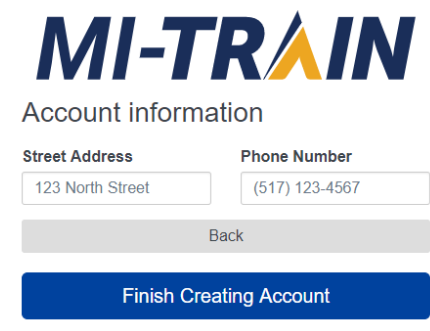 MI-TRAIN
Account information
Street Address Phone Number
123 North Street (517) 123-4567
Back
Finish Creating Account